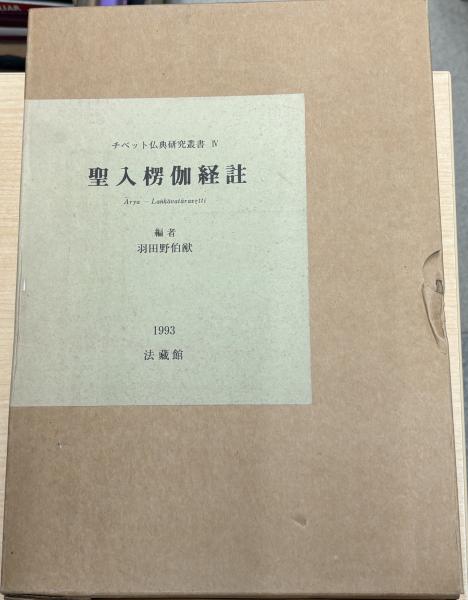 チベット仏典研究叢書 Ⅳ
聖入楞伽経註
Ārya－Laṅkāvatāravṛtti
編者
羽田野伯猷
1993
法藏館